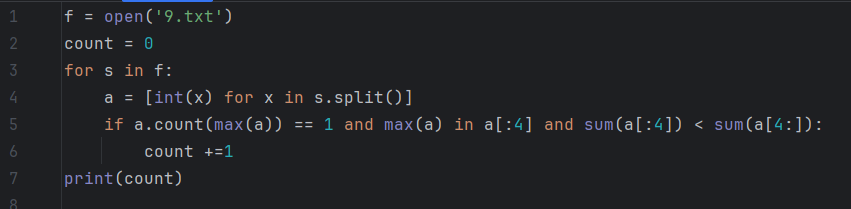 1 f = open('9.txt')
2 count = 0
3 for s in f:
4     a = [int(x) for x in s.split()]
5     if a.count(max(a)) == 1 and max(a) in a[:4] and sum(a[:4]) < sum(a[4:]):
6         count +=1
7 print(count)
8